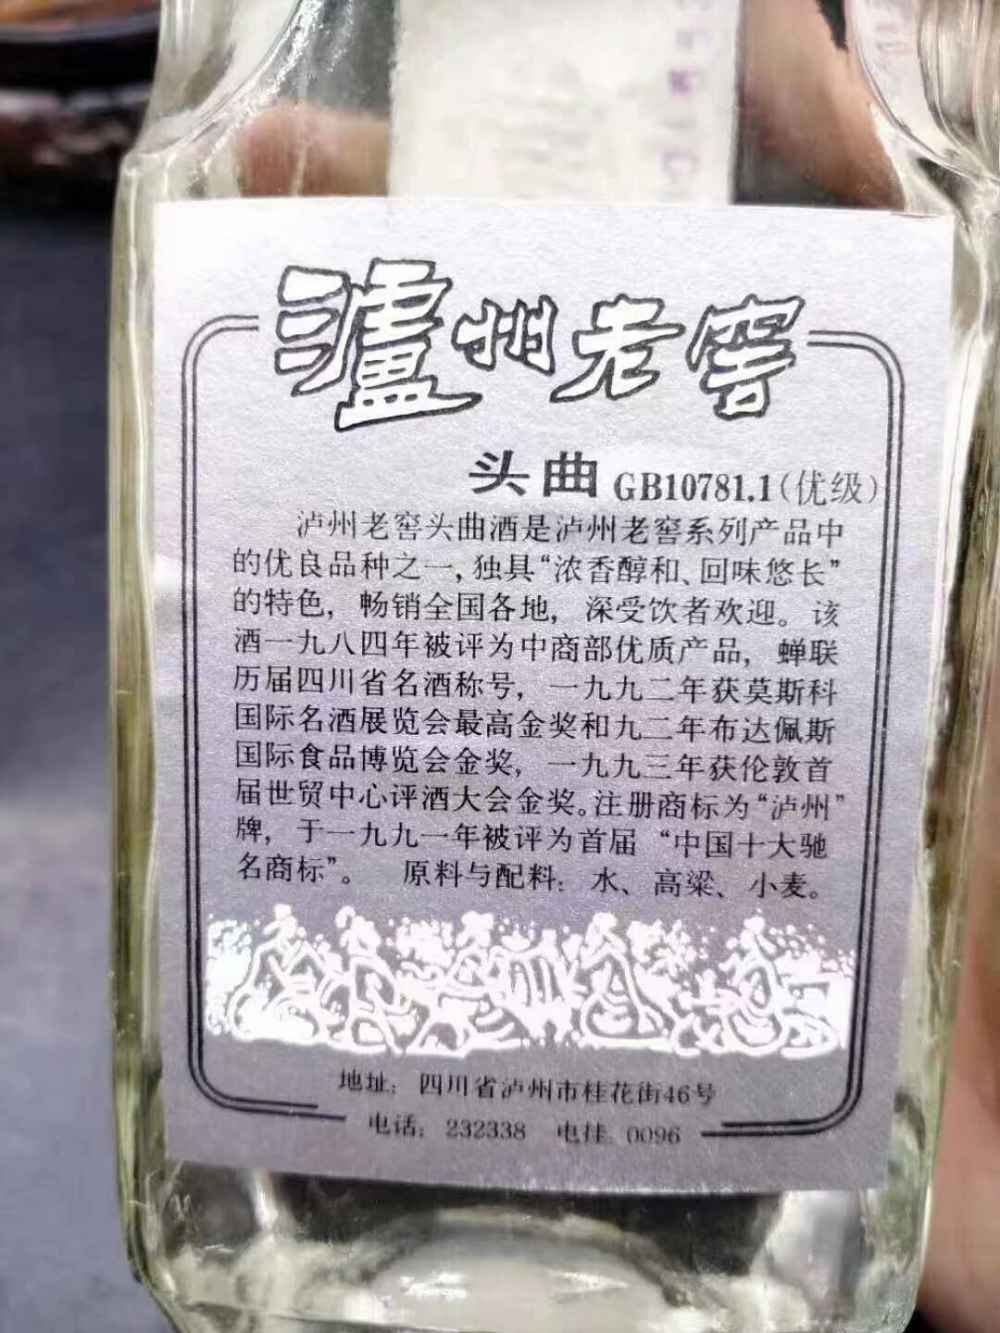 泸州老窖
头曲 GB10781.1(优级)
泸州老窖头曲酒是泸州老窖系列产品中
的优良品种之一,独具“浓香醇和、回味悠长”
的特色，畅销全国各地，深受饮者欢迎。该
酒一九八四年被评为中商部优质产品，蝉联
历届四川省名酒称号，一九九二年获莫斯科
国际名酒展览会最高金奖和九二年布达佩斯
国际食品博览会金奖，一九九三年获伦敦首
届世贸中心评酒大会金奖。注册商标为“泸州”
牌，于一九九一年被评为首届“中国十大驰
名商标”。 原料与配料：水、高粱、小麦。
地址：四川省泸州市桂花街46号
电话：232338 电挂：0096